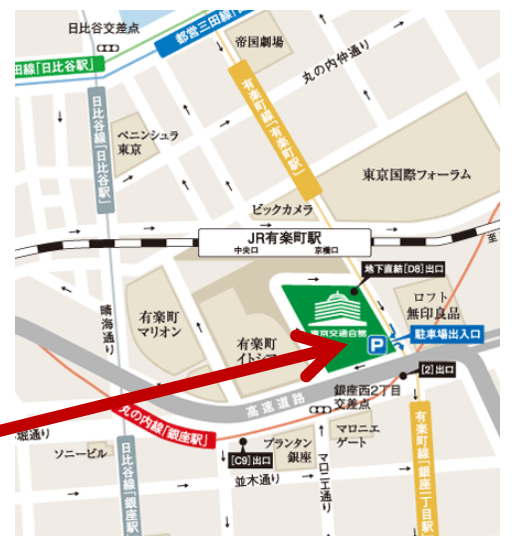 日比谷交差点
都営三田線「
帝国劇場
田線「日比谷駅」
丸の内仲通り
日比谷線「日比谷駅」
有楽町線「有楽町駅」
ペニンシュラ
東京
東京国際フォーラム
ビックカメラ
JR有楽町駅
中央口
京橋口
至
地下直結[D8]出口
晴海通り
有楽町
マリオン
有楽町
イトシア
東京交通会館
P
ロフト
無印良品
駐車場出入口
[2]出口
高速道路
銀座西2丁目
交差点
丸の内線「銀座駅」
堀通り
ソニービル
日比谷線「銀座駅」
[C9]出口
並木通り
プランタン
銀座
マロニエ通り
マロニエ
ゲート
有楽町線「銀座一丁目駅」